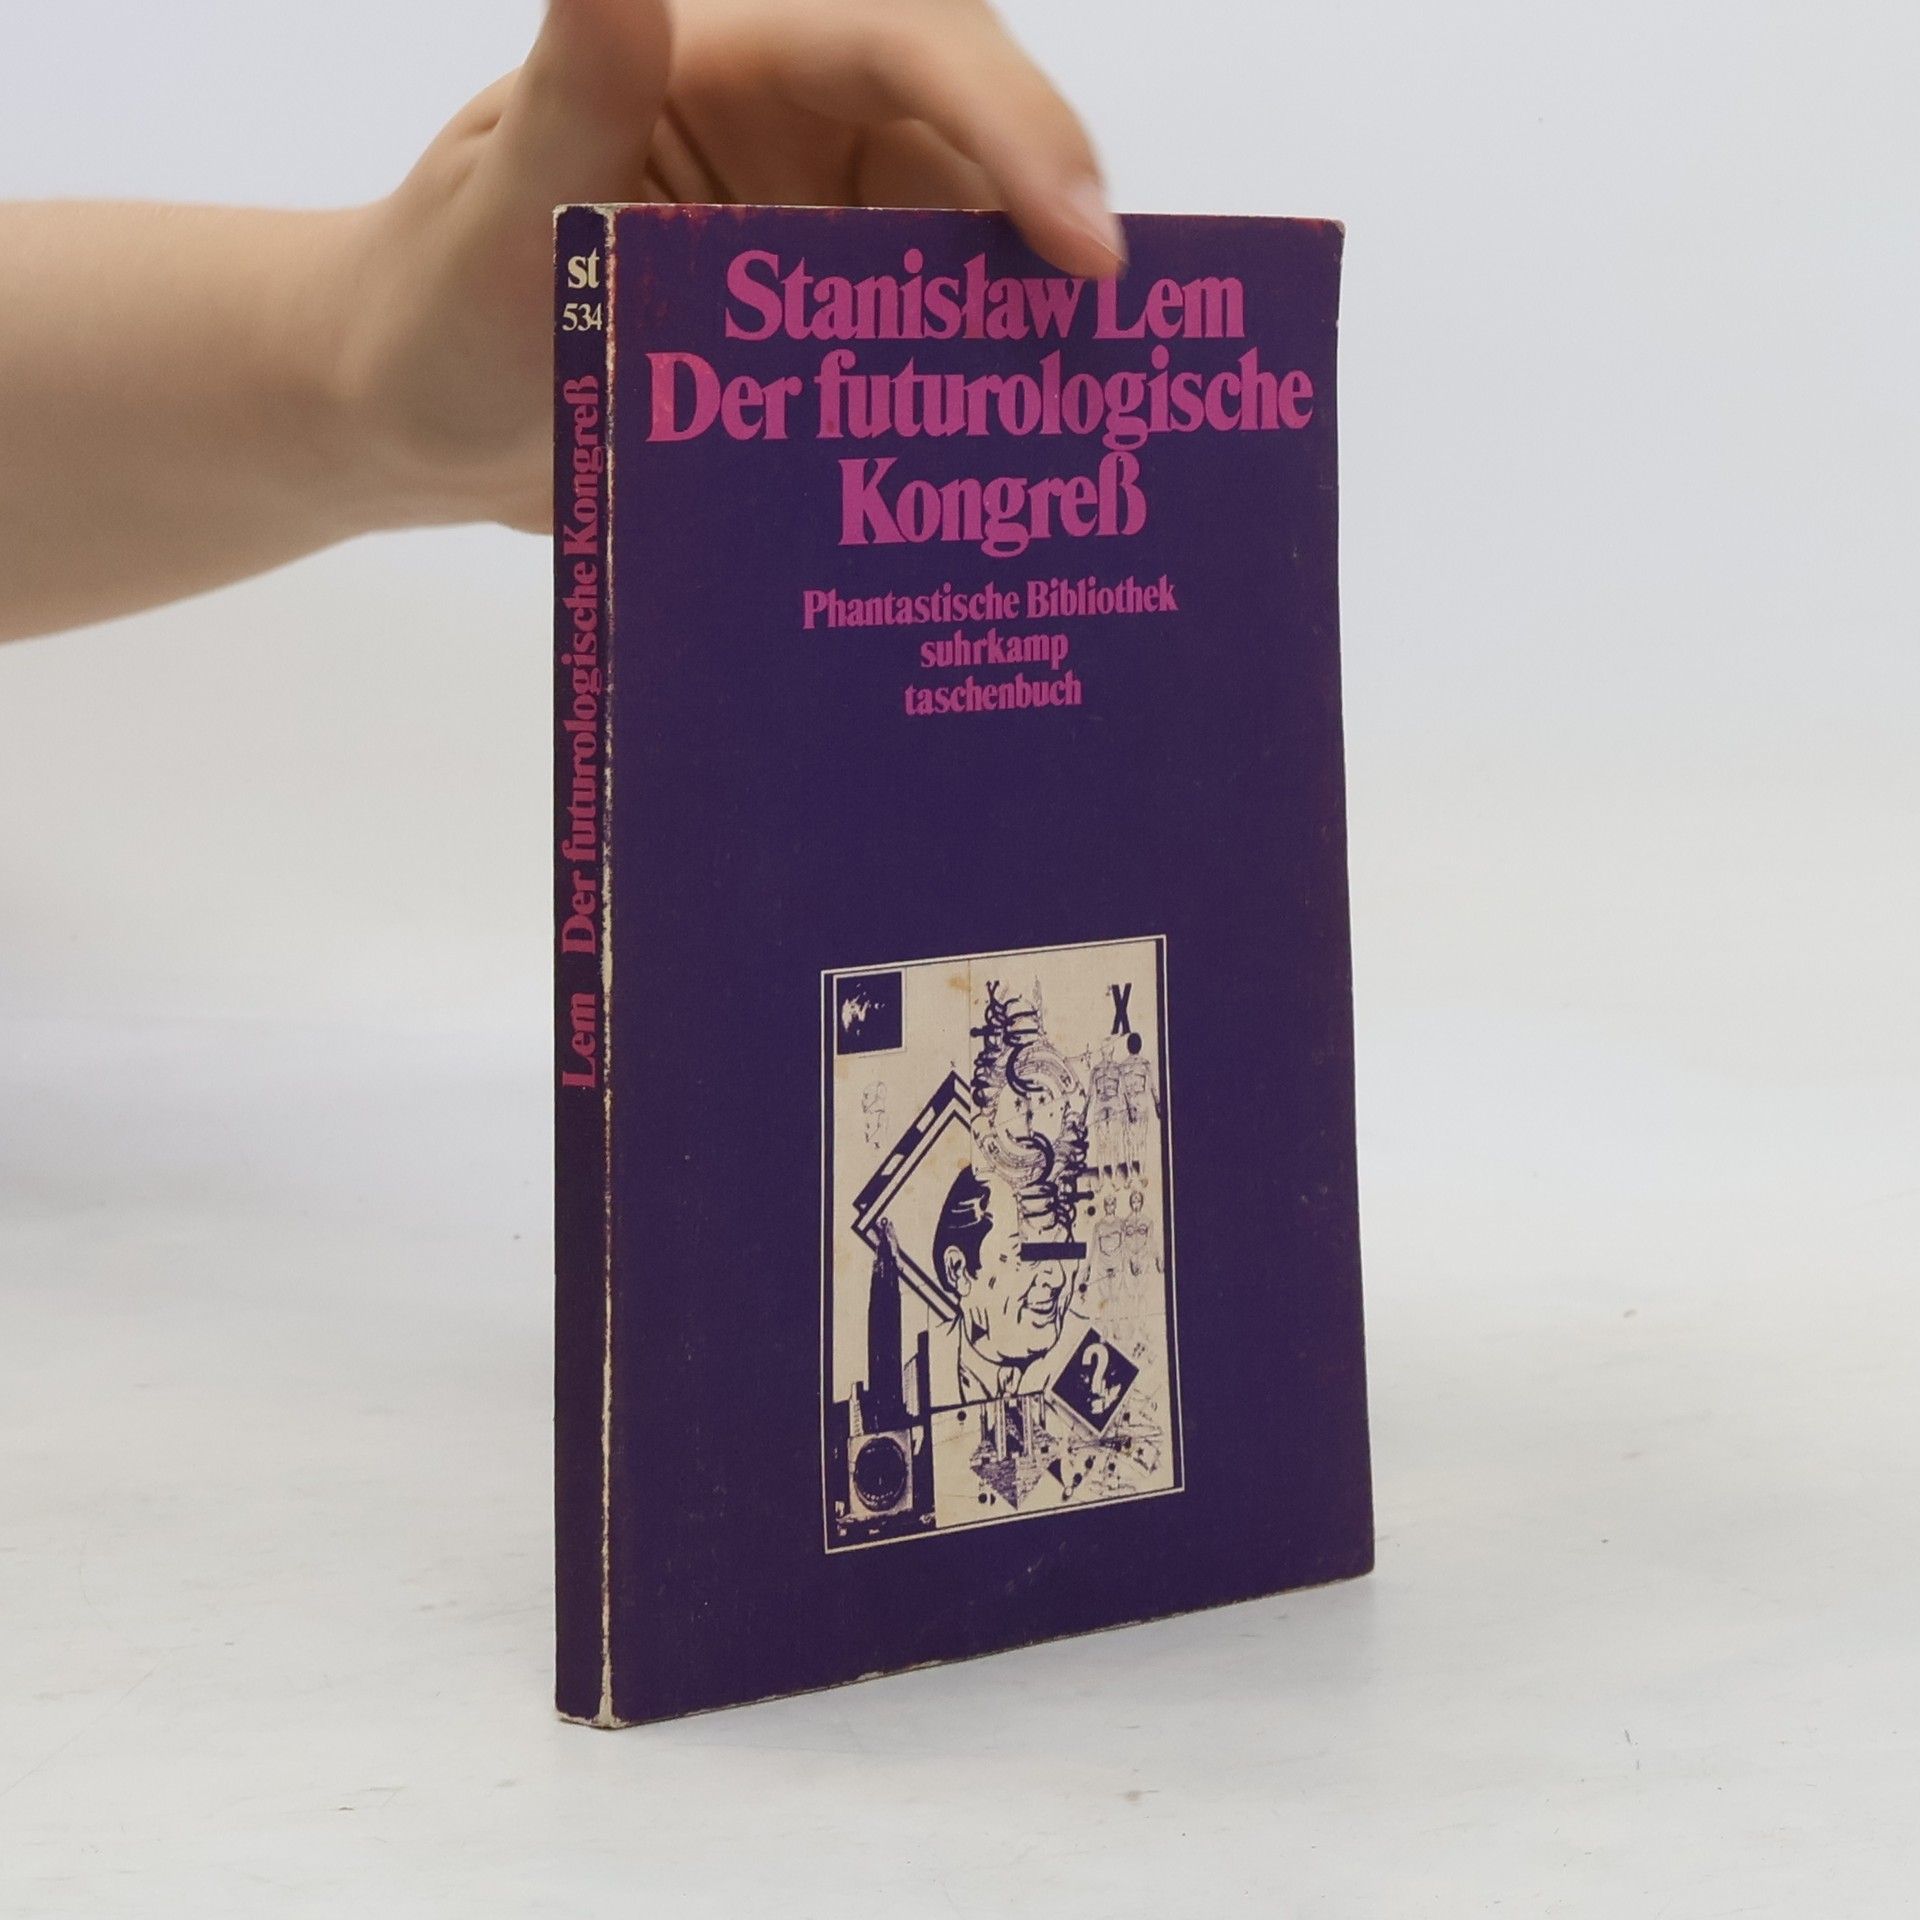 st
534
Lem Der futurologische Kongreß
Stanisław Lem
Der futurologische
Kongreß
Phantastische Bibliothek
suhrkamp
taschenbuch
X
?